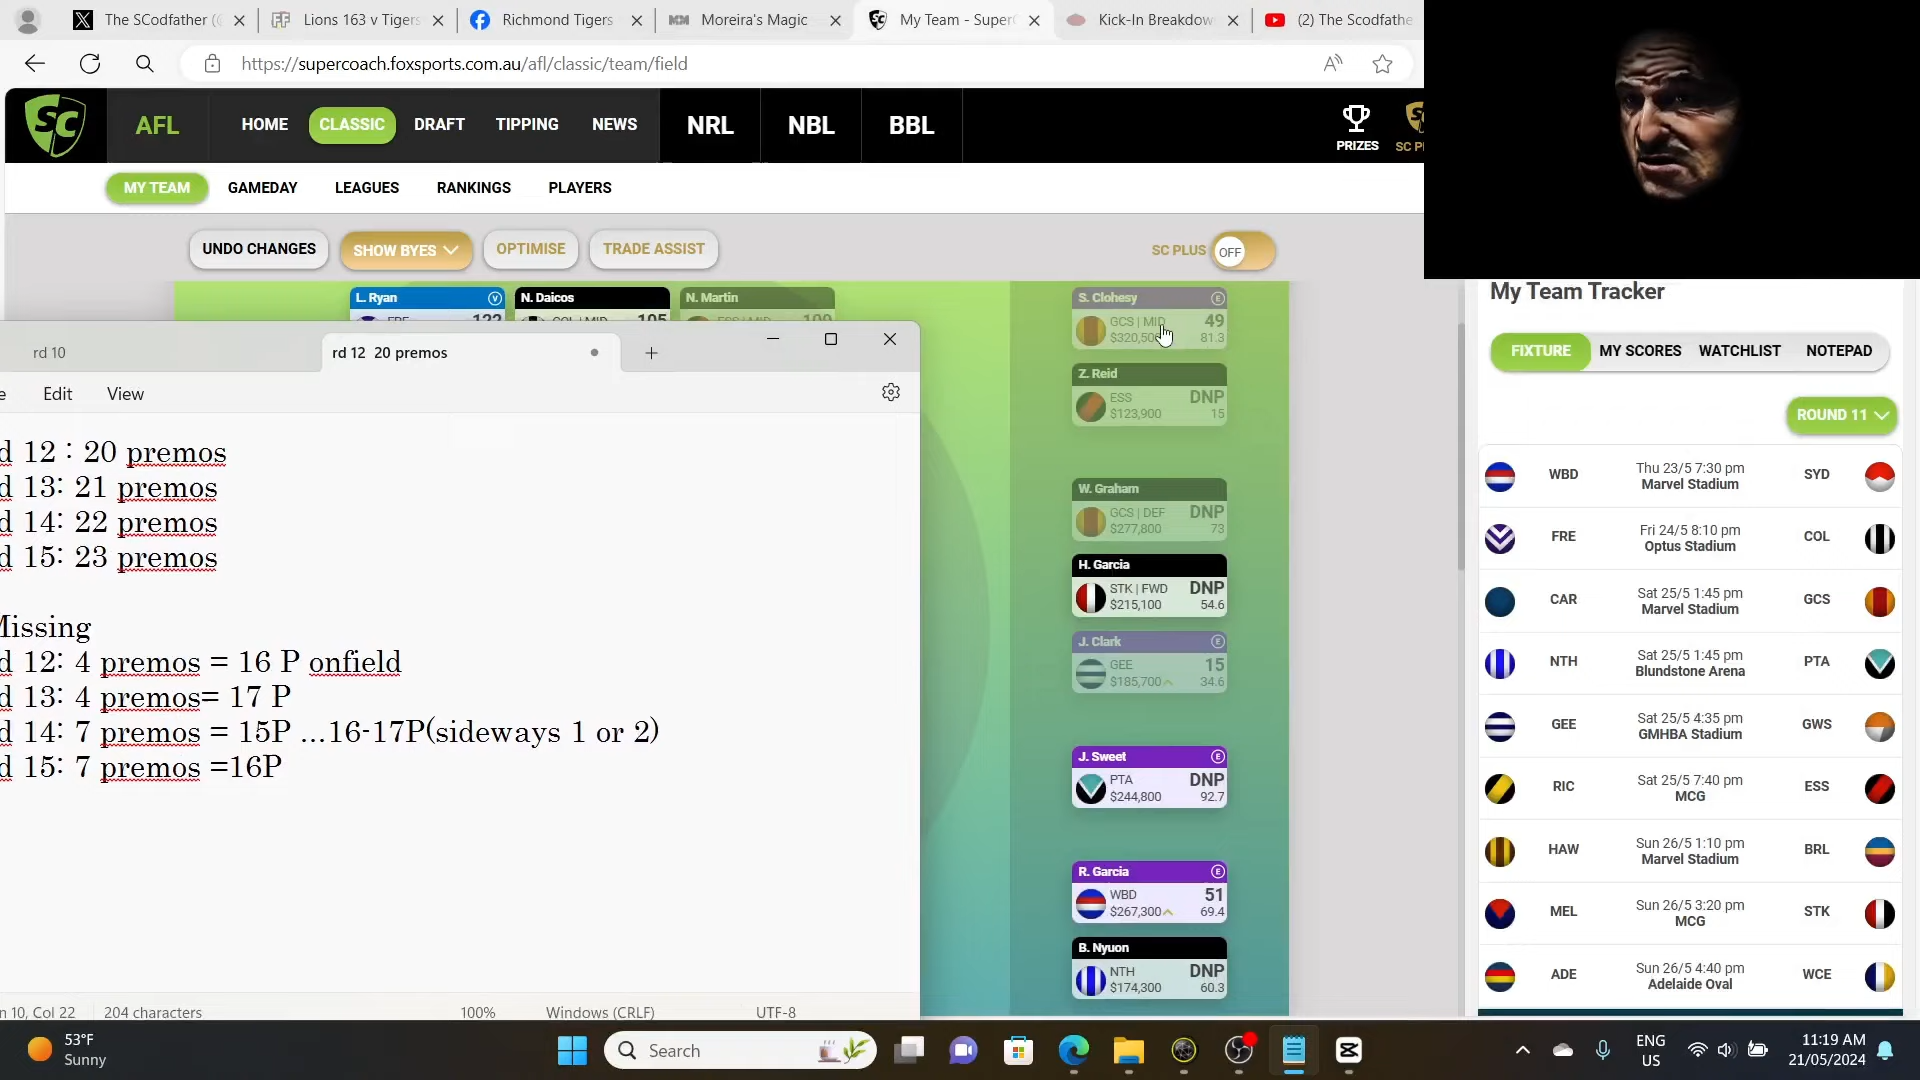 The SCodfather (
Lions 163 v Tigers
Richmond Tigers
Moreira's Magic
My Team - SuperC
Kick-In Breakdow
(2) The Scodfathe
https://supercoach.foxsports.com.au/afl/classic/team/field
SC
AFL
HOME
CLASSIC
DRAFT
TIPPING
NEWS
NRL
NBL
BBL
PRIZES
SC P
MY TEAM
GAMEDAY
LEAGUES
RANKINGS
PLAYERS
UNDO CHANGES
SHOW BYES
OPTIMISE
TRADE ASSIST
SC PLUS
OFF
L. Ryan
V
FRE
122
N. Daicos
COL | MID
105
N. Martin
ESS | MID
109
S. Clohesy
E
GCS | MID
49
$320,50
81.3
Z. Reid
ESS
DNP
$123,900
15
W. Graham
GCS | DEF
DNP
$277,800
73
H. Garcia
STK | FWD
DNP
$215,100
54.6
J. Clark
E
GEE
15
$185,700
34.6
J. Sweet
E
PTA
DNP
$244,800
92.7
R. Garcia
E
WBD
51
$267,300
69.4
B. Nyuon
NTH
DNP
$174,300
60.3
rd 10
rd 12 20 premos
e
Edit
View
d 12 : 20 premos
d 13: 21 premos
d 14: 22 premos
d 15: 23 premos
Missing
d 12: 4 premos = 16 P onfield
d 13: 4 premos= 17 P
d 14: 7 premos = 15P ...16-17P(sideways 1 or 2)
d 15: 7 premos =16P
n 10, Col 22
204 characters
100%
Windows (CRLF)
UTF-8
My Team Tracker
FIXTURE
MY SCORES
WATCHLIST
NOTEPAD
ROUND 11
WBD
Thu 23/5 7:30 pm
Marvel Stadium
SYD
FRE
Fri 24/5 8:10 pm
Optus Stadium
COL
CAR
Sat 25/5 1:45 pm
Marvel Stadium
GCS
NTH
Sat 25/5 1:45 pm
Blundstone Arena
PTA
GEE
Sat 25/5 4:35 pm
GMHBA Stadium
GWS
RIC
Sat 25/5 7:40 pm
MCG
ESS
HAW
Sun 26/5 1:10 pm
Marvel Stadium
BRL
MEL
Sun 26/5 3:20 pm
MCG
STK
ADE
Sun 26/5 4:40 pm
Adelaide Oval
WCE
53°F
Sunny
Search
ENG
US
11:19 AM
21/05/2024